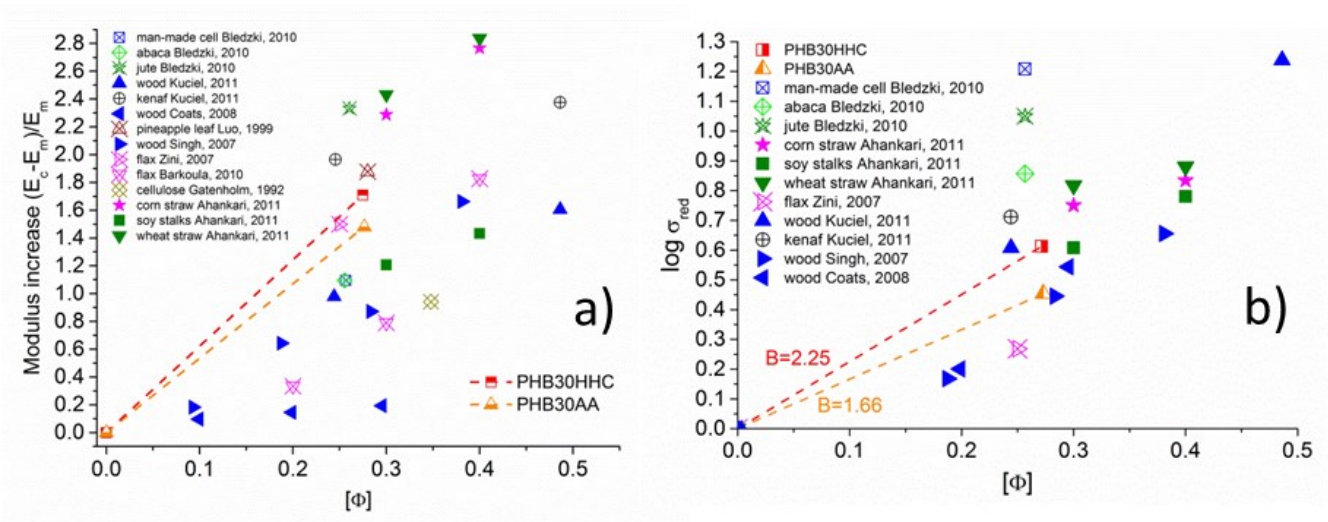 Modulus increase (Ec-Em)/Em
2.8
2.6
2.4
2.2
2.0
1.8
1.6
1.4
1.2
1.0
0.8
0.6
0.4
0.2
0.0
man-made cell Bledzki, 2010
abaca Bledzki, 2010
jute Bledzki, 2010
wood Kuciel, 2011
kenaf Kuciel, 2011
wood Coats, 2008
pineapple leaf Luo, 1999
wood Singh, 2007
flax Zini, 2007
flax Barkoula, 2010
cellulose Gatenholm, 1992
corn straw Ahankari, 2011
soy stalks Ahankari, 2011
wheat straw Ahankari, 2011
a)
PHB30HHC
PHB30AA
0.0 0.1 0.2 0.3 0.4 0.5
[Φ]
log σred
1.3
1.2
1.1
1.0
0.9
0.8
0.7
0.6
0.5
0.4
0.3
0.2
0.1
0.0
PHB30HHC
PHB30AA
man-made cell Bledzki, 2010
abaca Bledzki, 2010
jute Bledzki, 2010
corn straw Ahankari, 2011
soy stalks Ahankari, 2011
wheat straw Ahankari, 2011
flax Zini, 2007
wood Kuciel, 2011
kenaf Kuciel, 2011
wood Singh, 2007
wood Coats, 2008
b)
B=2.25
B=1.66
0.0 0.1 0.2 0.3 0.4 0.5
[Φ]